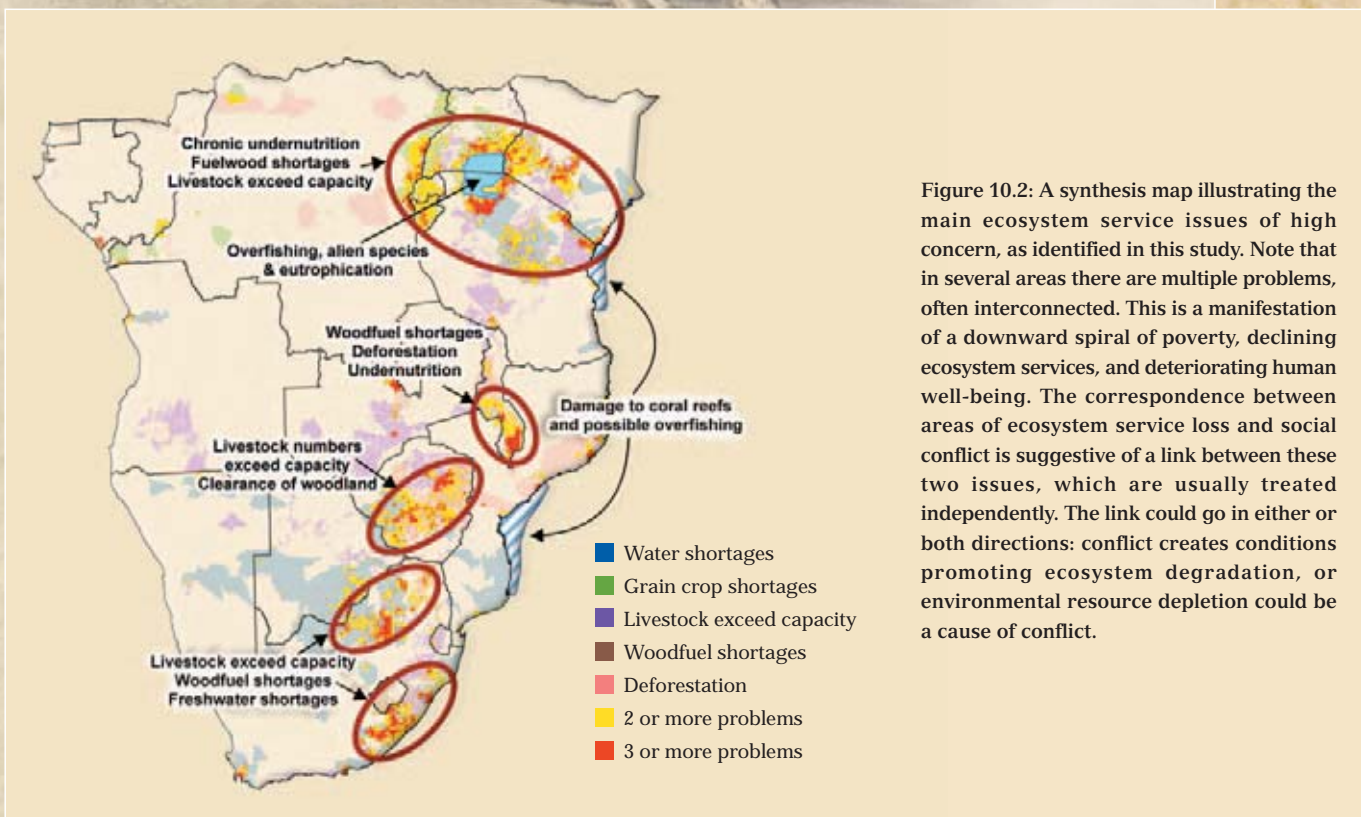 Chronic undernutrition
Fuelwood shortages
Livestock exceed capacity
Overfishing, alien species
& eutrophication
Woodfuel shortages
Deforestation
Undernutrition
Damage to coral reefs
and possible overfishing
Livestock numbers
exceed capacity
Clearance of woodland
Livestock exceed capacity
Woodfuel shortages
Freshwater shortages
Water shortages
Grain crop shortages
Livestock exceed capacity
Woodfuel shortages
Deforestation
2 or more problems
3 or more problems
Figure 10.2: A synthesis map illustrating the
main ecosystem service issues of high
concern, as identified in this study. Note that
in several areas there are multiple problems,
often interconnected. This is a manifestation
of a downward spiral of poverty, declining
ecosystem services, and deteriorating human
well-being. The correspondence between
areas of ecosystem service loss and social
conflict is suggestive of a link between these
two issues, which are usually treated
independently. The link could go in either or
both directions: conflict creates conditions
promoting ecosystem degradation, or
environmental resource depletion could be
a cause of conflict.